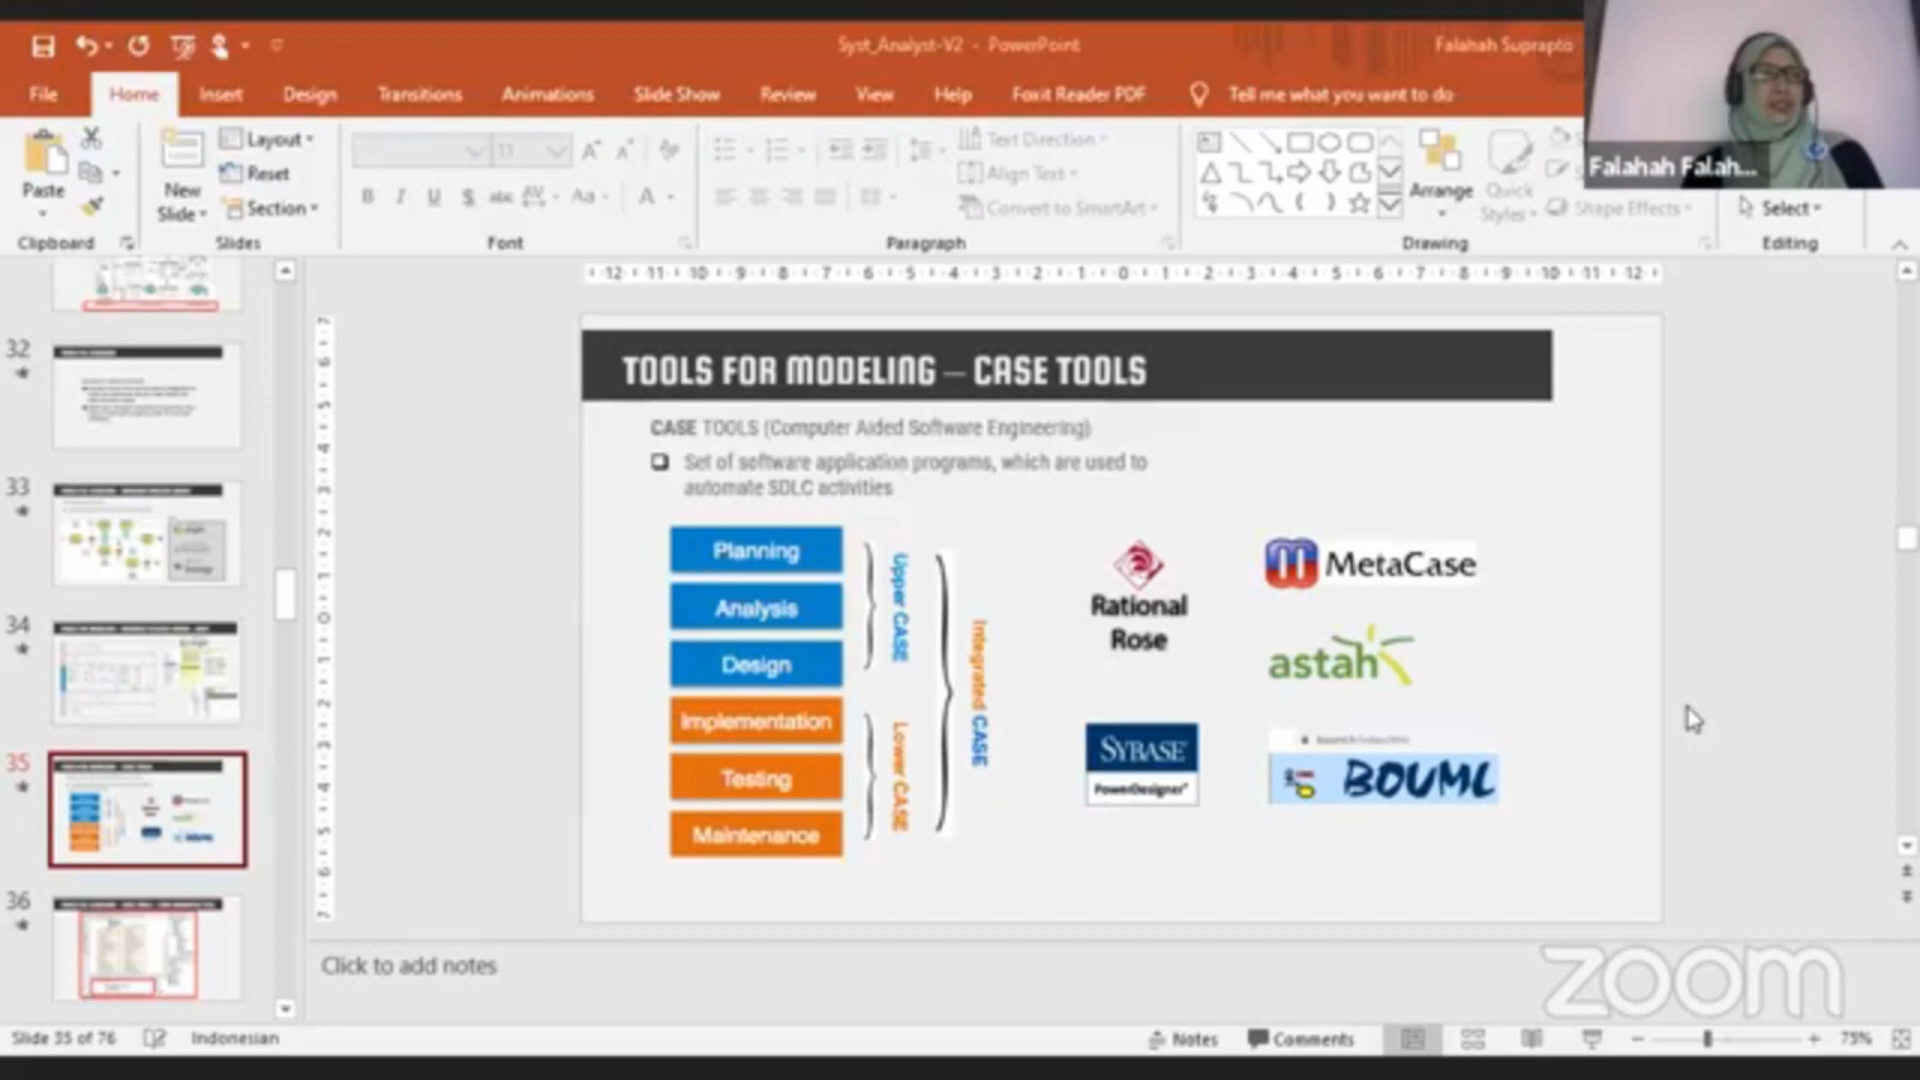 Syst_Analyst-V2 - PowerPoint
Falahah Suprapto
File Home Insert Design Transitions Animations Slide Show Review View Help Foxit Reader PDF Tell me what you want to do
Paste
New Slide
Layout
Reset
Section
11
Text Direction
Align Text
Convert to SmartArt
Arrange
Quick Styles
Shape Effects
Select
Falahah Falah...
Clipboard
Slides
Font
Paragraph
Drawing
Editing
32
33
34
35
36
TOOLS FOR MODELING – CASE TOOLS
CASE TOOLS (Computer Aided Software Engineering)
Set of software application programs, which are used to
automate SDLC activities
Planning
Analysis
Design
Implementation
Testing
Maintenance
Upper CASE
Lower CASE
Integrated CASE
Rational
Rose
MetaCase
astah
SYBASE
PowerDesigner
BOUML
Click to add notes
zoom
Slide 35 of 76
Indonesian
Notes
Comments
75%